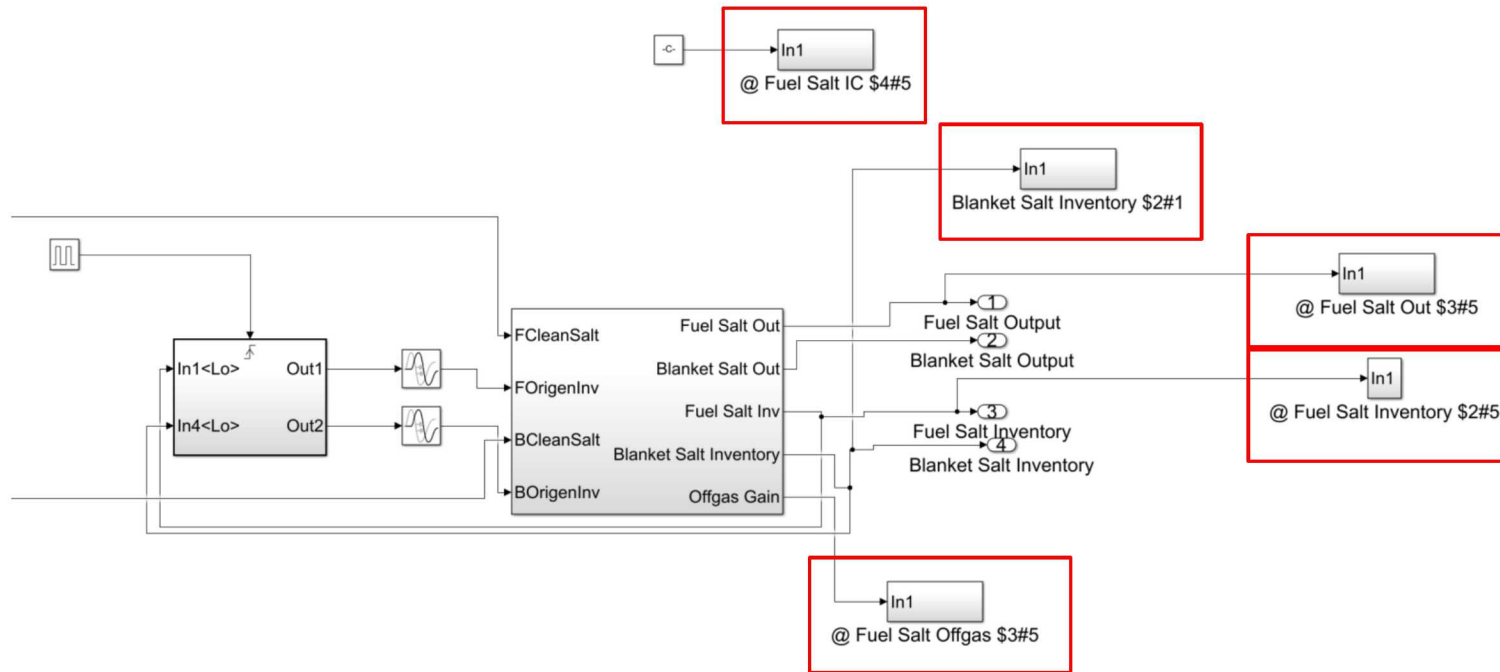 -C-
In1
@ Fuel Salt IC $4#5
In1
Blanket Salt Inventory $2#1
In1
@ Fuel Salt Out $3#5
In1
@ Fuel Salt Inventory $2#5
In1<Lo>
Out1
In4<Lo>
Out2
FCleanSalt
FOrigenInv
BCleanSalt
BOrigenInv
Fuel Salt Out
Blanket Salt Out
Fuel Salt Inv
Blanket Salt Inventory
Offgas Gain
1
Fuel Salt Output
2
Blanket Salt Output
3
Fuel Salt Inventory
4
Blanket Salt Inventory
In1
@ Fuel Salt Offgas $3#5